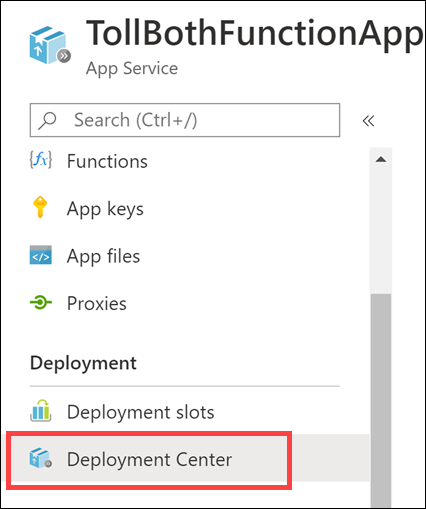 TollBothFunctionApp
App Service
Search (Ctrl+/)
Functions
App keys
App files
Proxies
Deployment
Deployment slots
Deployment Center